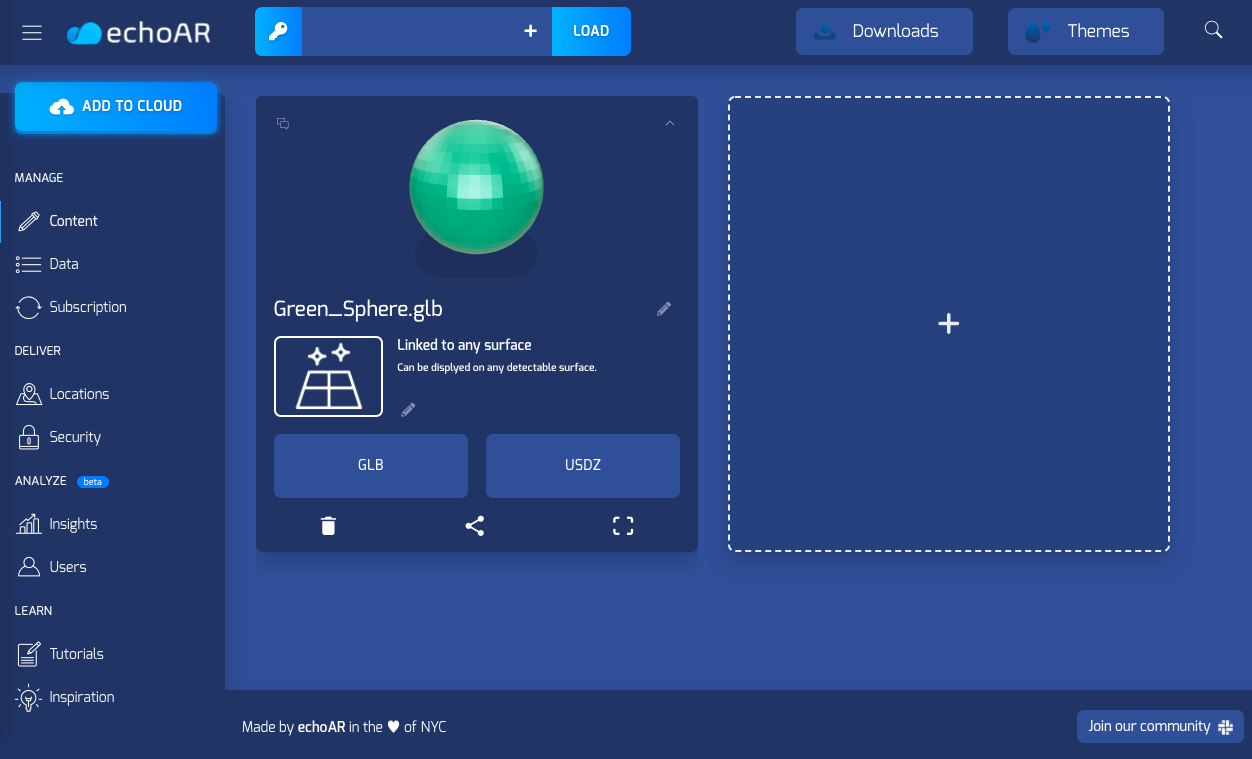 echoAR
LOAD
Downloads
Themes
ADD TO CLOUD
MANAGE
Content
Data
Subscription
DELIVER
Locations
Security
ANALYZE beta
Insights
Users
LEARN
Tutorials
Inspiration
Green_Sphere.glb
Linked to any surface
Can be displyed on any detectable surface.
GLB
USDZ
Made by echoAR in the ♥ of NYC
Join our community